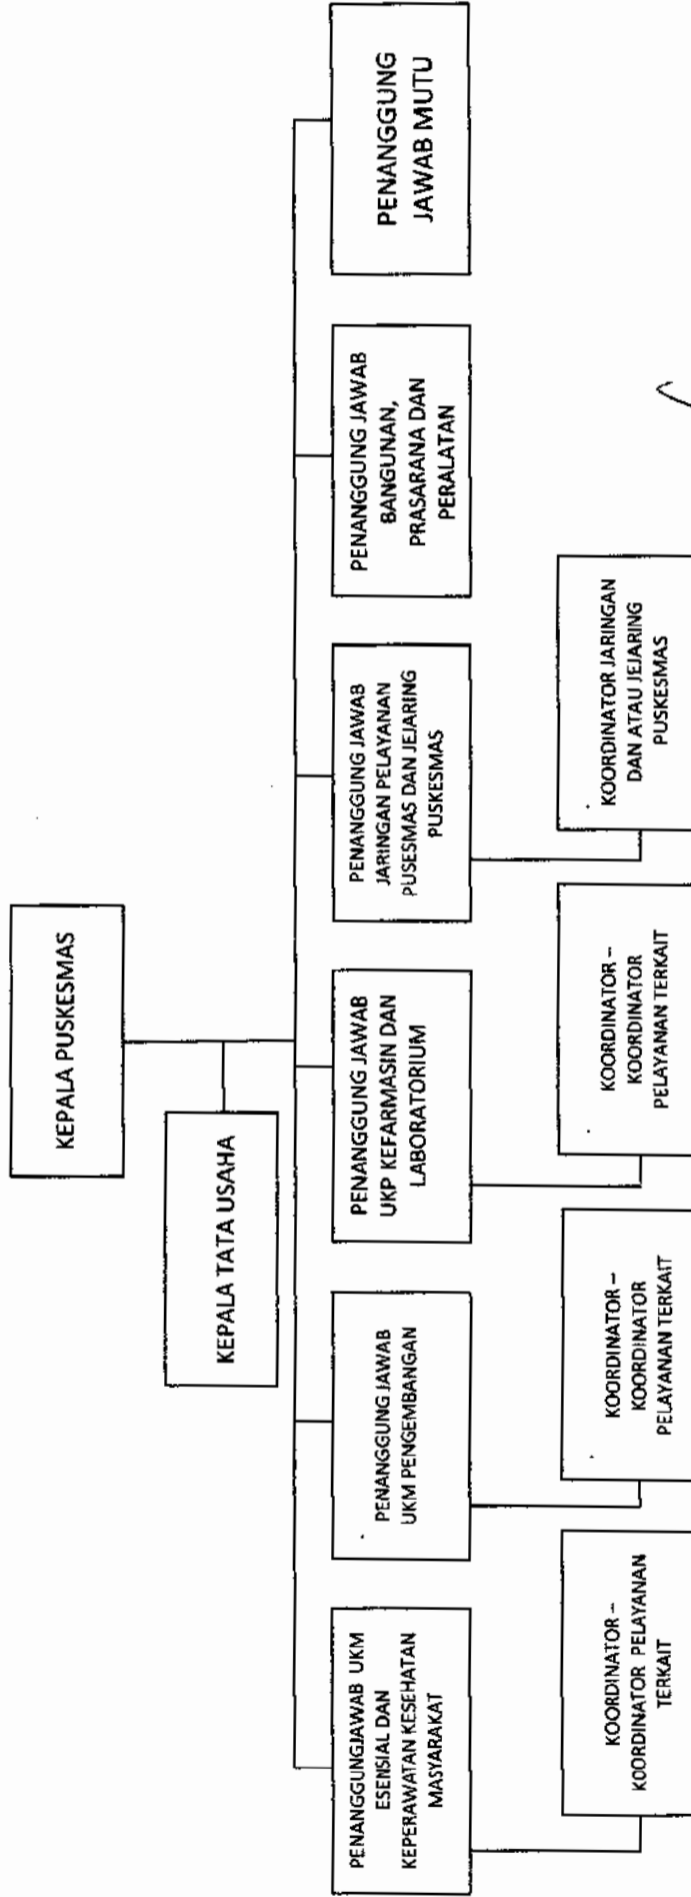 KEPALA PUSKESMAS
KEPALA TATA USAHA
PENANGGUNGJAWAB UKM
ESENSIAL DAN
KEPERAWATAN KESEHATAN
MASYARAKAT
PENANGGUNG JAWAB
UKM PENGEMBANGAN
PENANGGUNG JAWAB
UKP KEFARMASIN DAN
LABORATORIUM
PENANGGUNG JAWAB
JARINGAN PELAYANAN
PUSESMAS DAN JEJARING
PUSKESMAS
PENANGGUNG JAWAB
BANGUNAN,
PRASARANA DAN
PERALATAN
PENANGGUNG
JAWAB MUTU
KOORDINATOR –
KOORDINATOR PELAYANAN
TERKAIT
KOORDINATOR –
KOORDINATOR
PELAYANAN TERKAIT
KOORDINATOR –
KOORDINATOR
PELAYANAN TERKAIT
KOORDINATOR JARINGAN
DAN ATAU JEJARING
PUSKESMAS